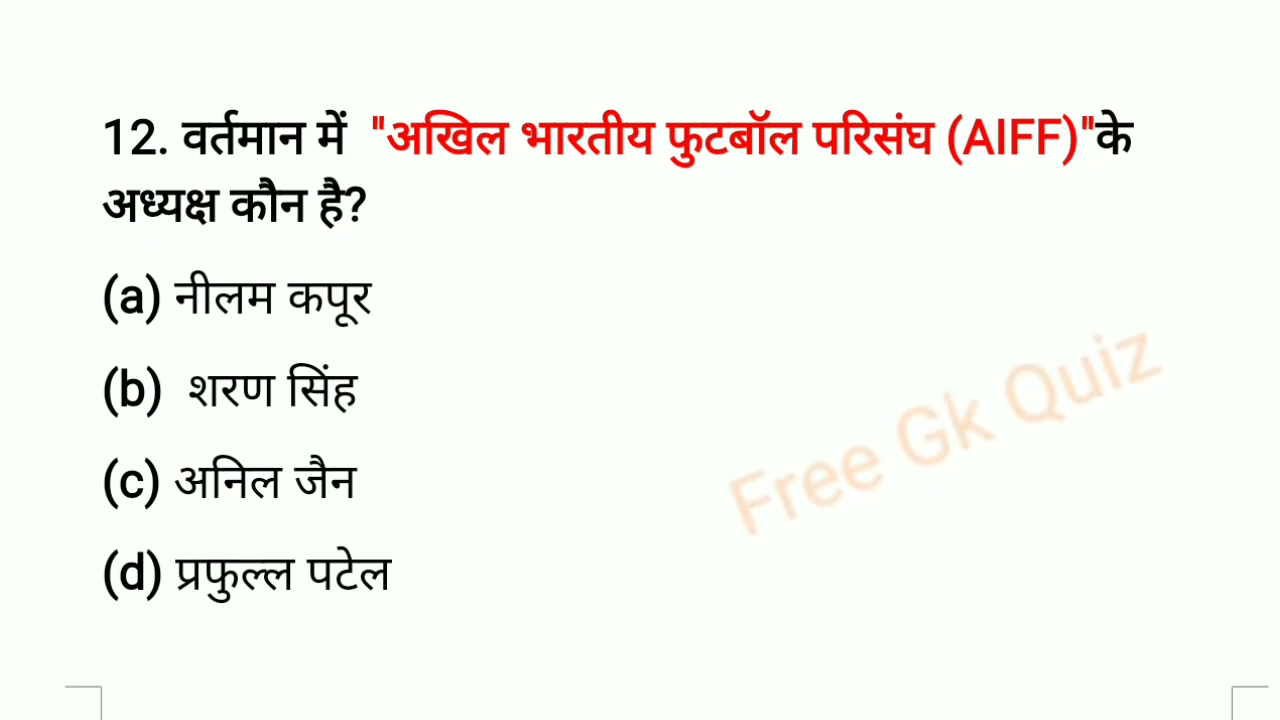 12. वर्तमान में "अखिल भारतीय फुटबॉल परिसंघ (AIFF)"के
अध्यक्ष कौन है?
(a) नीलम कपूर
(b) शरण सिंह
(c) अनिल जैन
(d) प्रफुल्ल पटेल
Free Gk Quiz